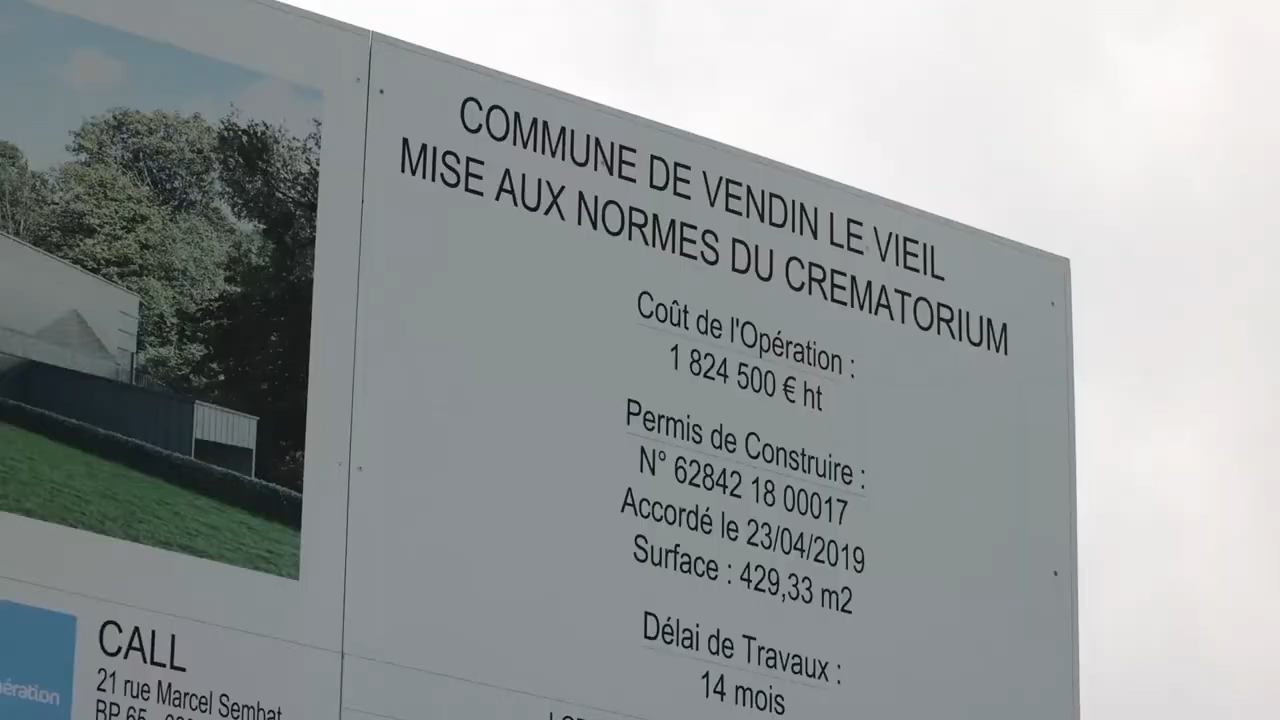 COMMUNE DE VENDIN LE VIEIL
MISE AUX NORMES DU CREMATORIUM
Coût de l'Opération :
1 824 500 € ht
Permis de Construire :
N° 62842 18 00017
Accordé le 23/04/2019
Surface : 429,33 m2
Délai de Travaux :
14 mois
CALL
21 rue Marcel Sembat
BP 65